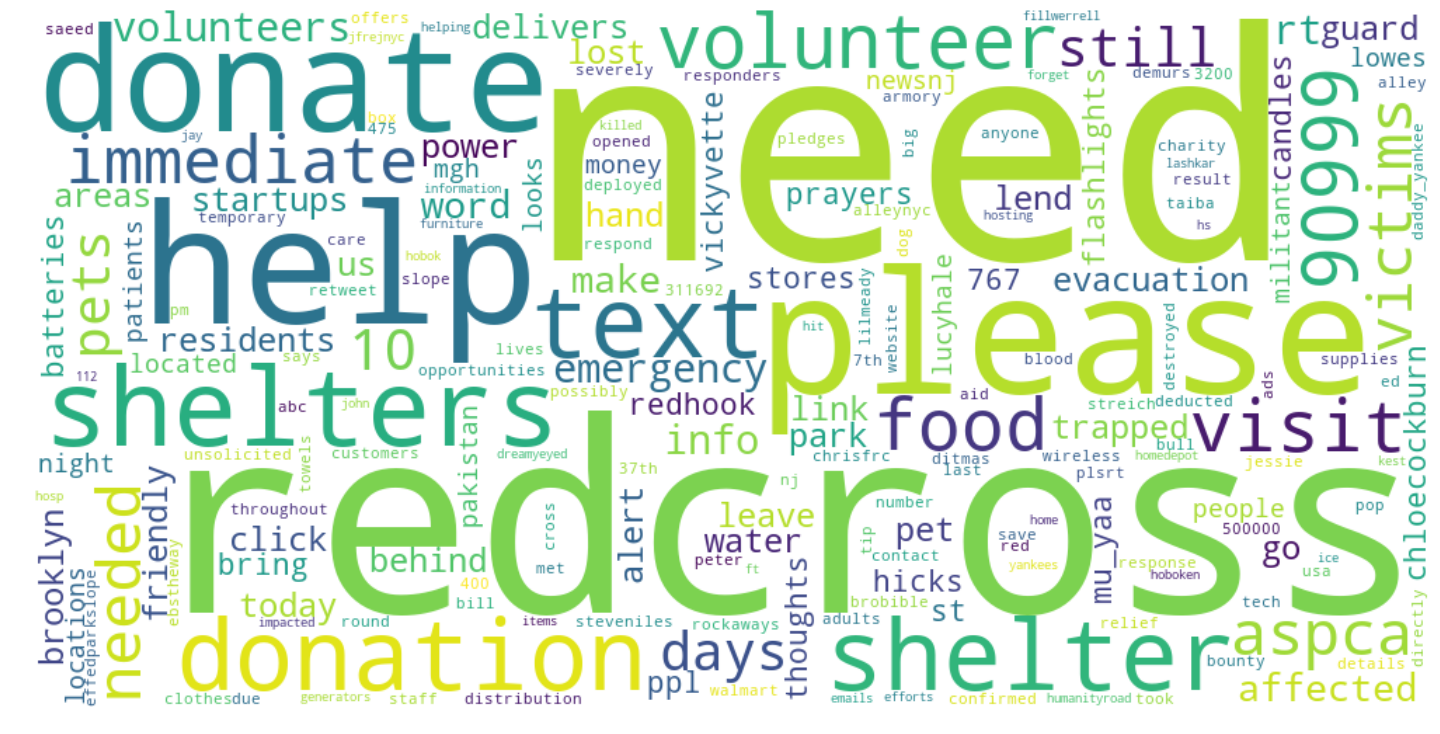 saeed
volunteers
offers
jfrejnyc
helping
delivers
fillwerrell
rt
guard
donate
lost
volunteer
still
lowes
severely
responders
newsnj
forget
demurs
3200
alley
need
armory
box
475
jay
killed
opened
pledges
big
anyone
candles
charity
lashkar
result
taiba
hs
immediate
power
mgh
information
money
deployed
vickyvette
prayers
lend
flashlights
militant
909999
victims
daddy_yankee
areas
startups
word
furniture
looks
hand
respond
alleynyc
hosting
dog
temporary
help
care
us
hobok
slope
retweet
batteries
pets
patients
pm
make
311692
stores
767
evacuation
residents
10
text
please
hit
lilmeady
7th
website
lucyhale
located
says
lives
opportunities
emergency
possibly
blood
destroyed
supplies
112
shelters
abc
john
redhook
link
park
food
aid
streich
deducted
ads
ed
visit
chloecockburn
info
trapped
bull
night
unsolicited
customers
dreamyeyed
towels
pakistan
37th
nj
chrisfrc
ditmas
last
wireless
plsrt
homedepot
jessie
kest
hosp
redcross
brooklyn
needed
friendly
throughout
click
bring
behind
cross
met
alert
leave
water
peter
ft
tip
number
pet
contact
save
red
home
yankees
mu_yaa
people
500000
go
pop
ice
usa
response
hoboken
locations
effedparkslope
ebstheway
today
400
bill
thoughts
hicks
brobible
st
adults
tech
directly
impacted
round
items
steveniles
rockaways
relief
aspca
donation
days
shelter
bounty
details
ppl
walmart
clothes
due
generators
staff
distribution
emails
efforts
confirmed
humanityroad
took
affected